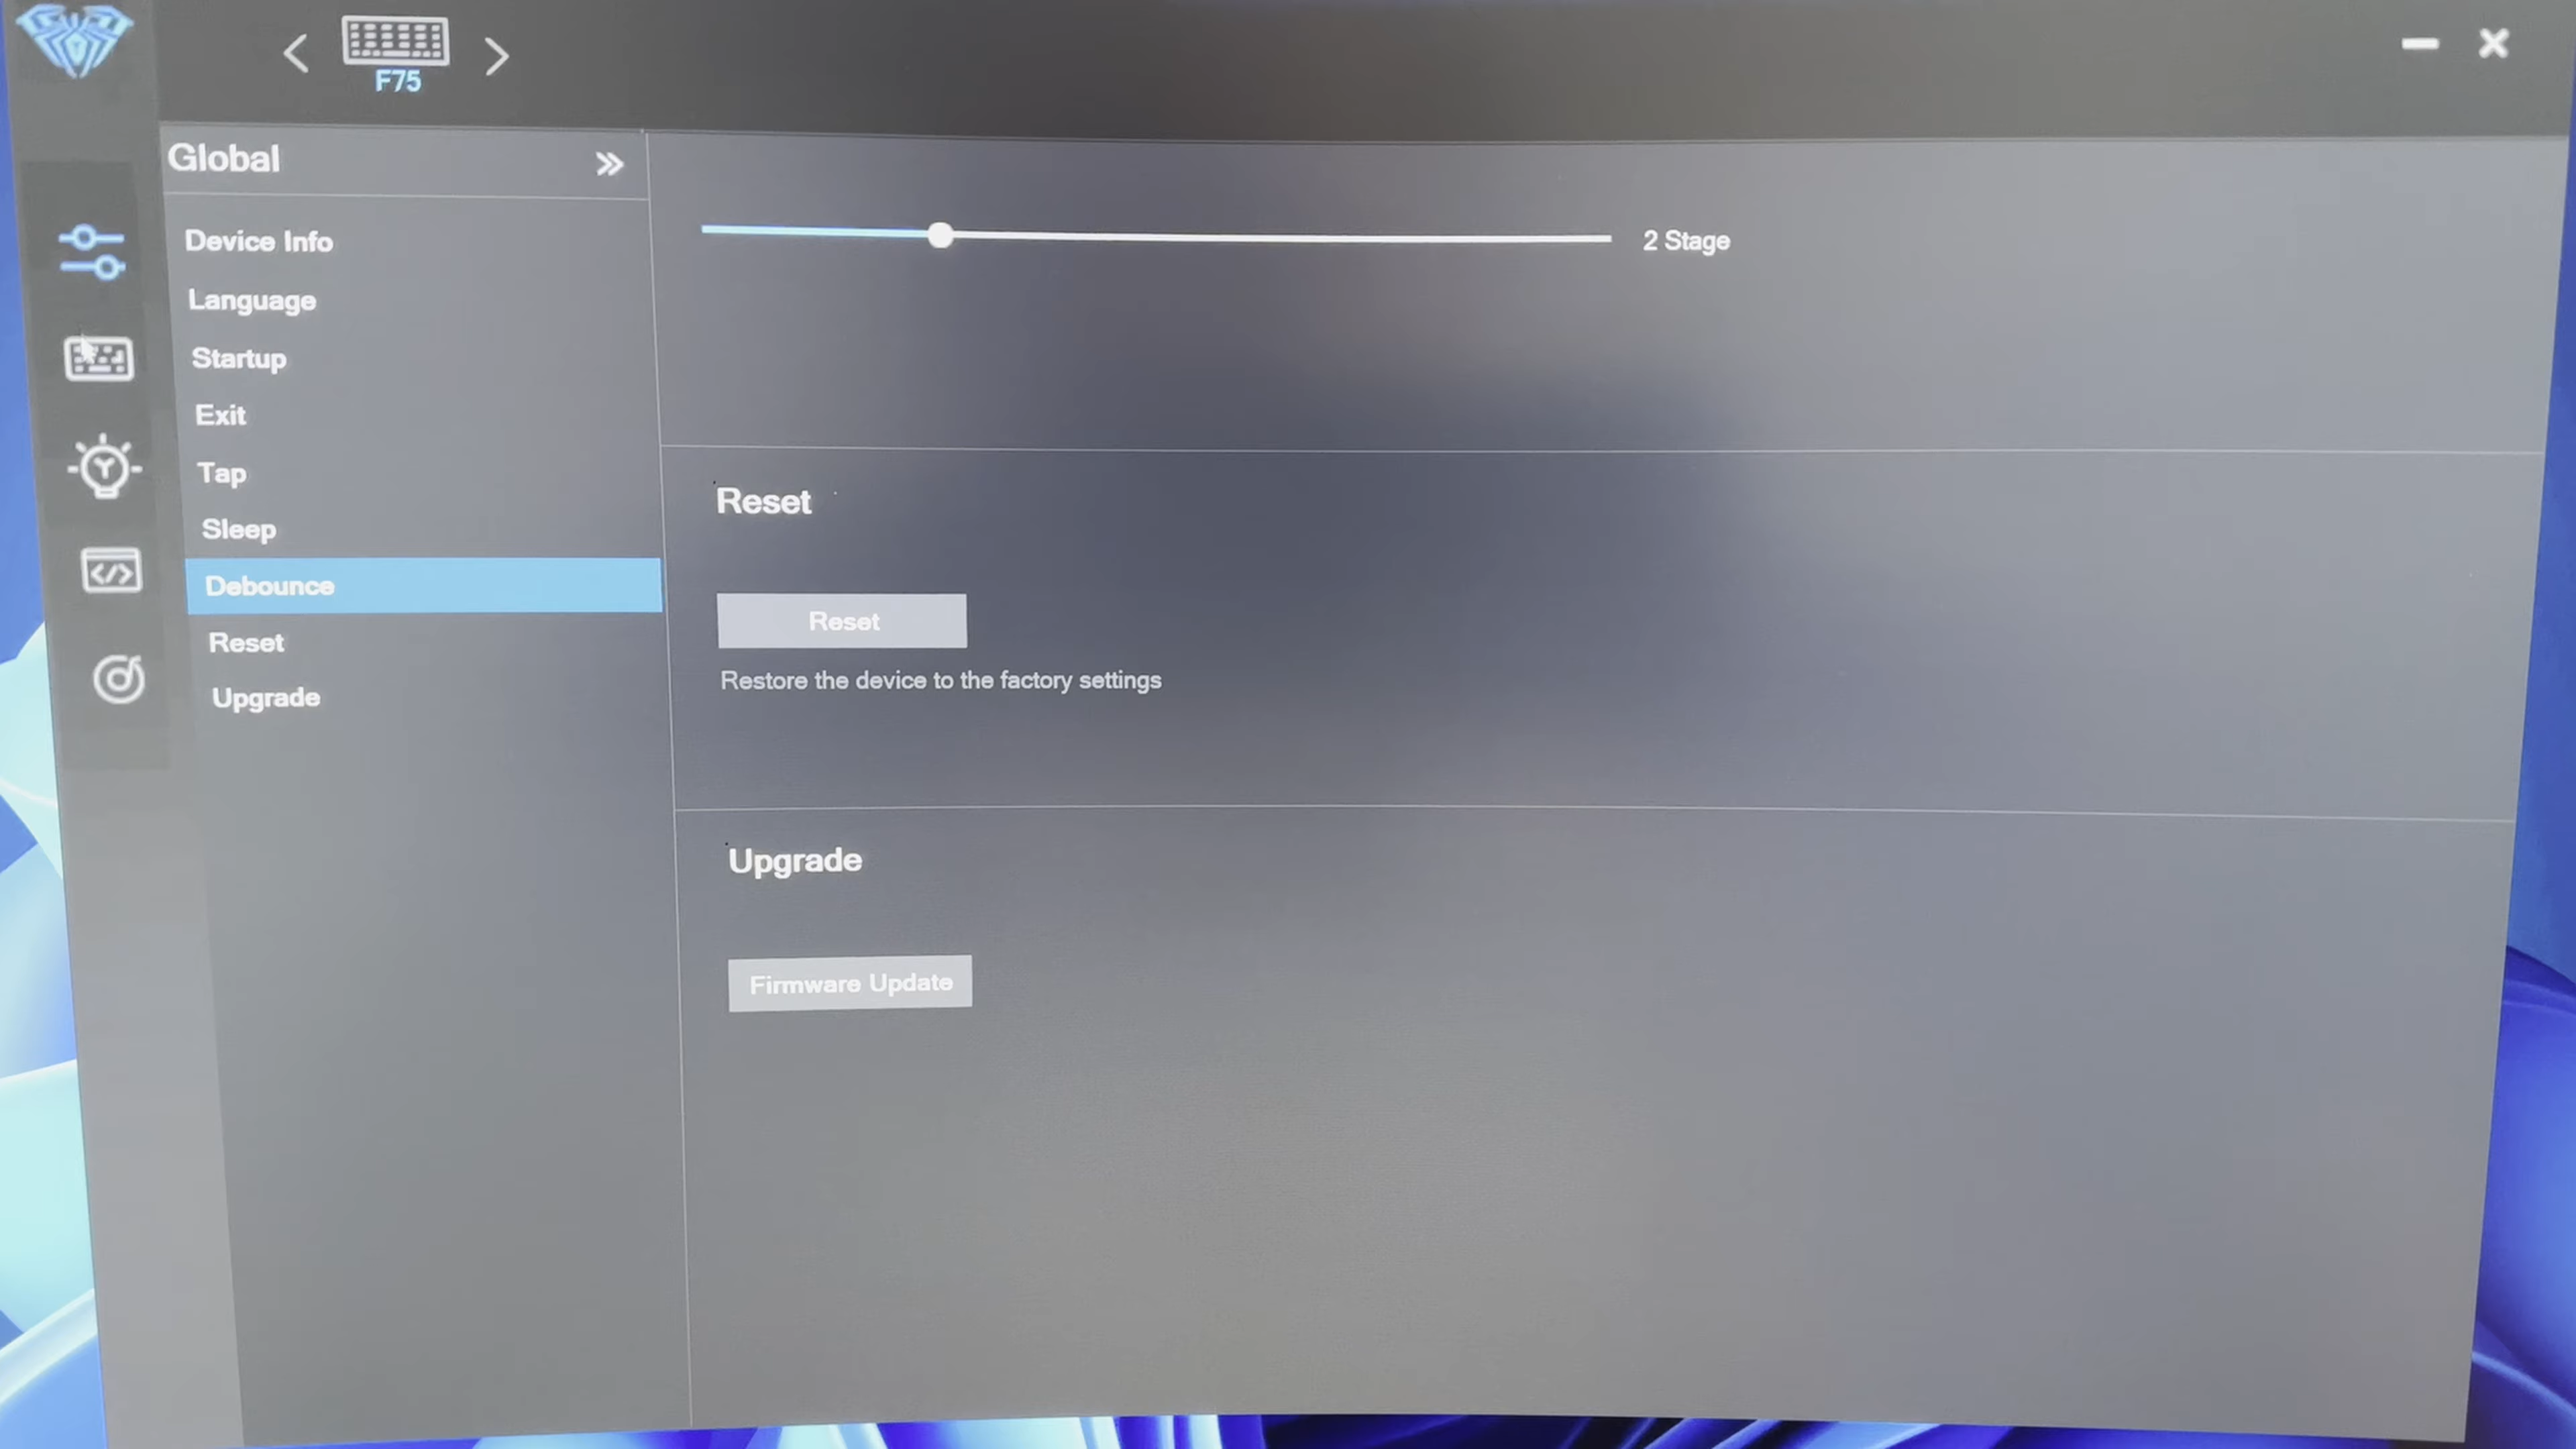 F75
Global
Device Info
Language
Startup
Exit
Tap
Sleep
Debounce
Reset
Upgrade
2 Stage
Reset
Reset
Restore the device to the factory settings
Upgrade
Firmware Update